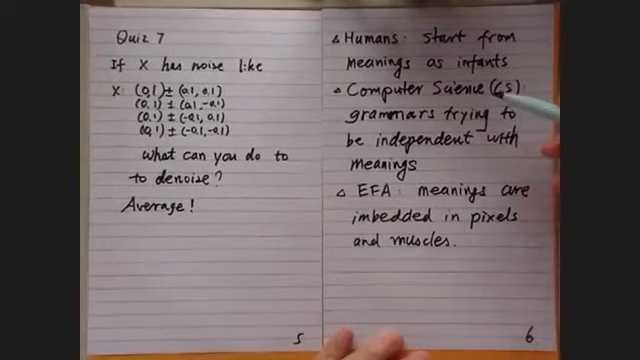 Quiz 7
If X has noise like
X: (0,1) ± (0.1, 0.1)
(0,1) ± (0.1, -0.1)
(0,1) ± (-0.1, 0.1)
(0,1) ± (-0.1, -0.1)
what can you do to
to denoise?
Average!
5
△ Humans: start from
meanings as infants
△ Computer Science (CS):
grammars trying to
be independent with
meanings
△ EFA: meanings are
imbedded in pixels
and muscles.
6